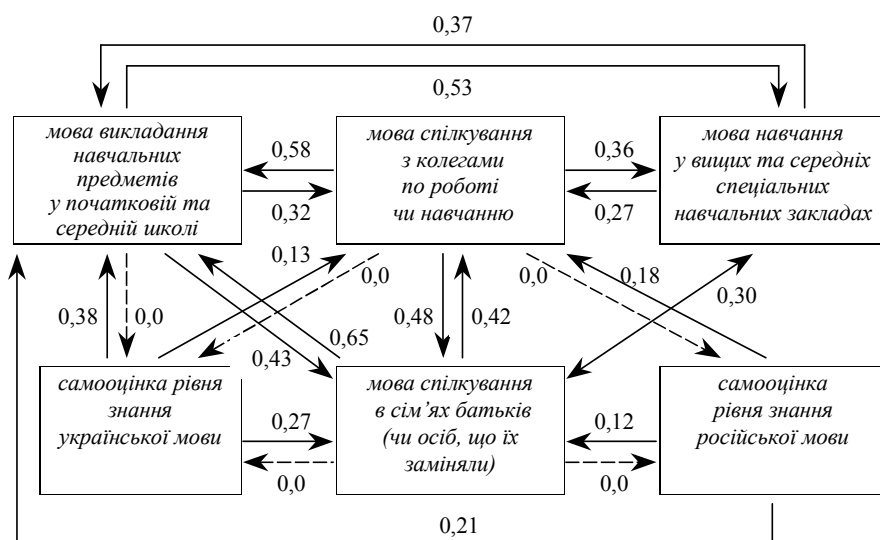 0,37
0,53
мова викладання
навчальних
предметів
у початковій та
середній школі
0,58
0,32
мова спілкування
з колегами
по роботі
чи навчанню
0,36
0,27
мова навчання
у вищих та середніх
спеціальних
навчальних закладах
0,13
0,0
0,0
0,18
0,38
0,0
0,43
0,65
0,48
0,42
0,30
самооцінка рівня
знання
української мови
0,27
0,0
мова спілкування
в сім’ях батьків
(чи осіб, що їх
заміняли)
0,12
0,0
самооцінка
рівня знання
російської мови
0,21